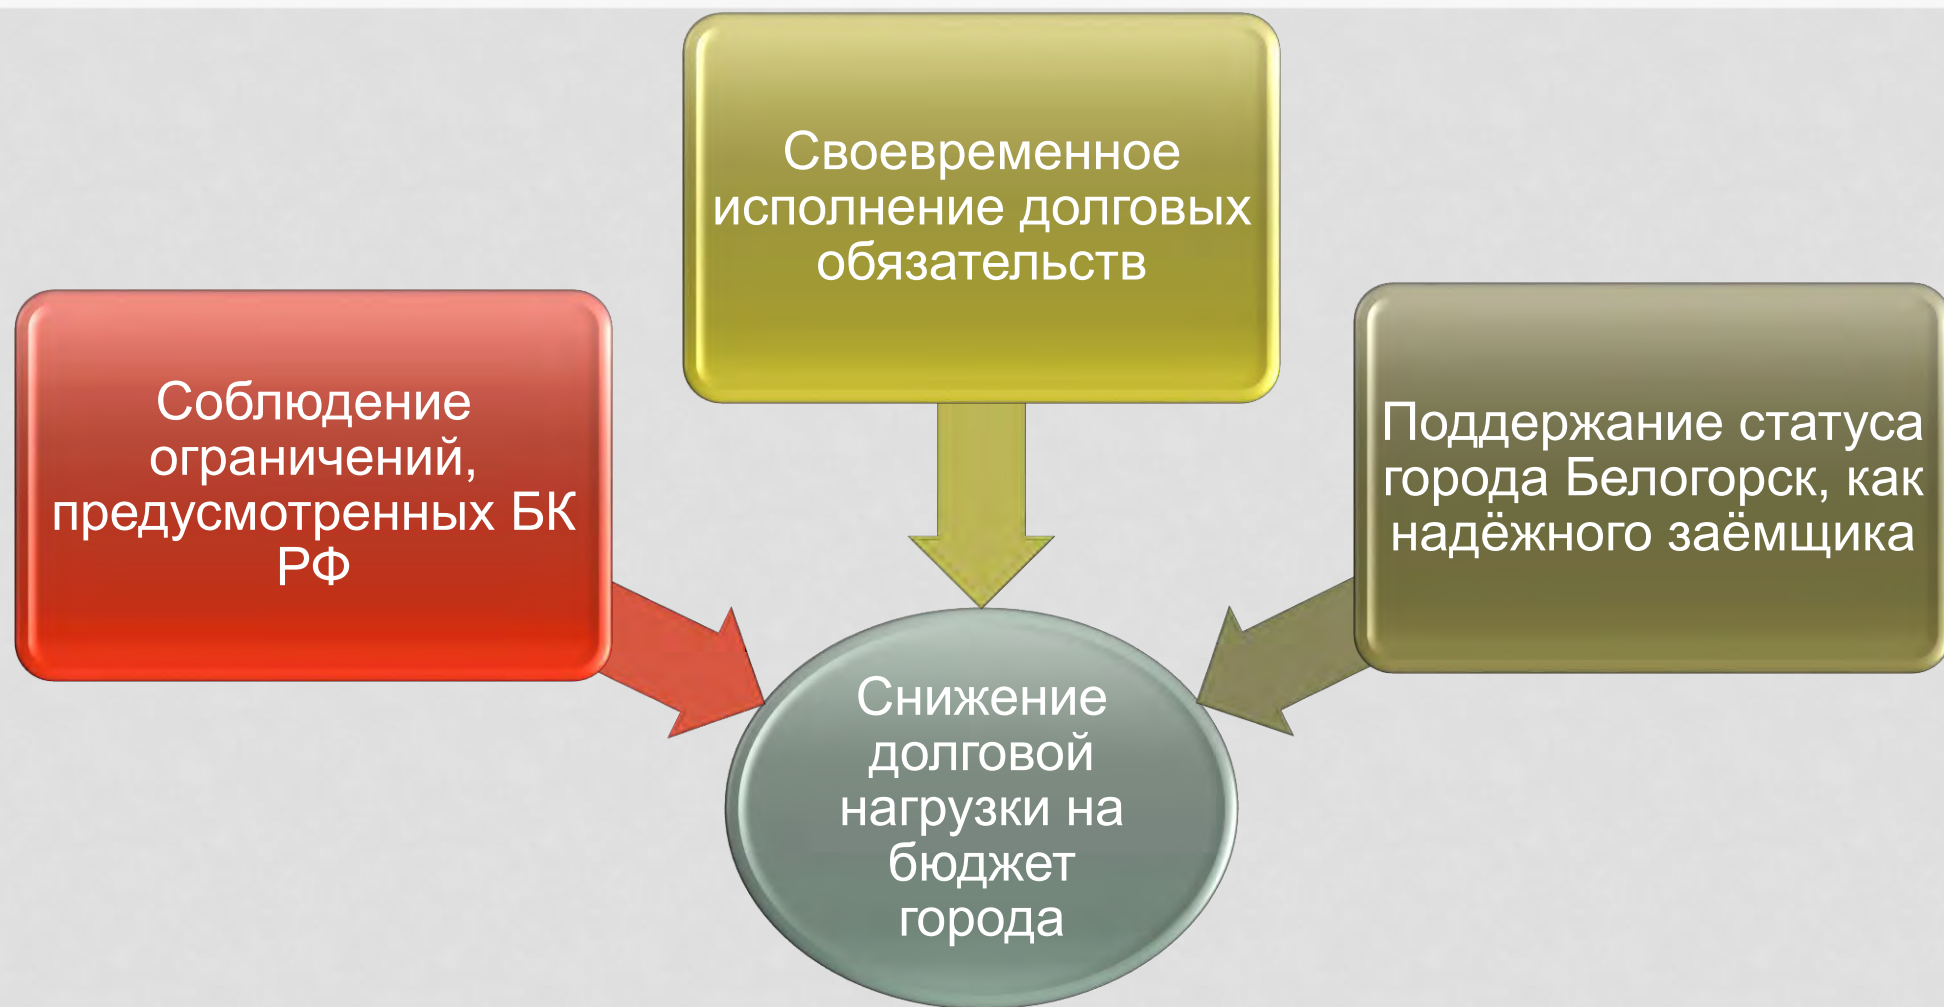 Своевременное
исполнение долговых
обязательств
Соблюдение
ограничений,
предусмотренных БК
РФ
Поддержание статуса
города Белогорск, как
надёжного заёмщика
Снижение
долговой
нагрузки на
бюджет
города